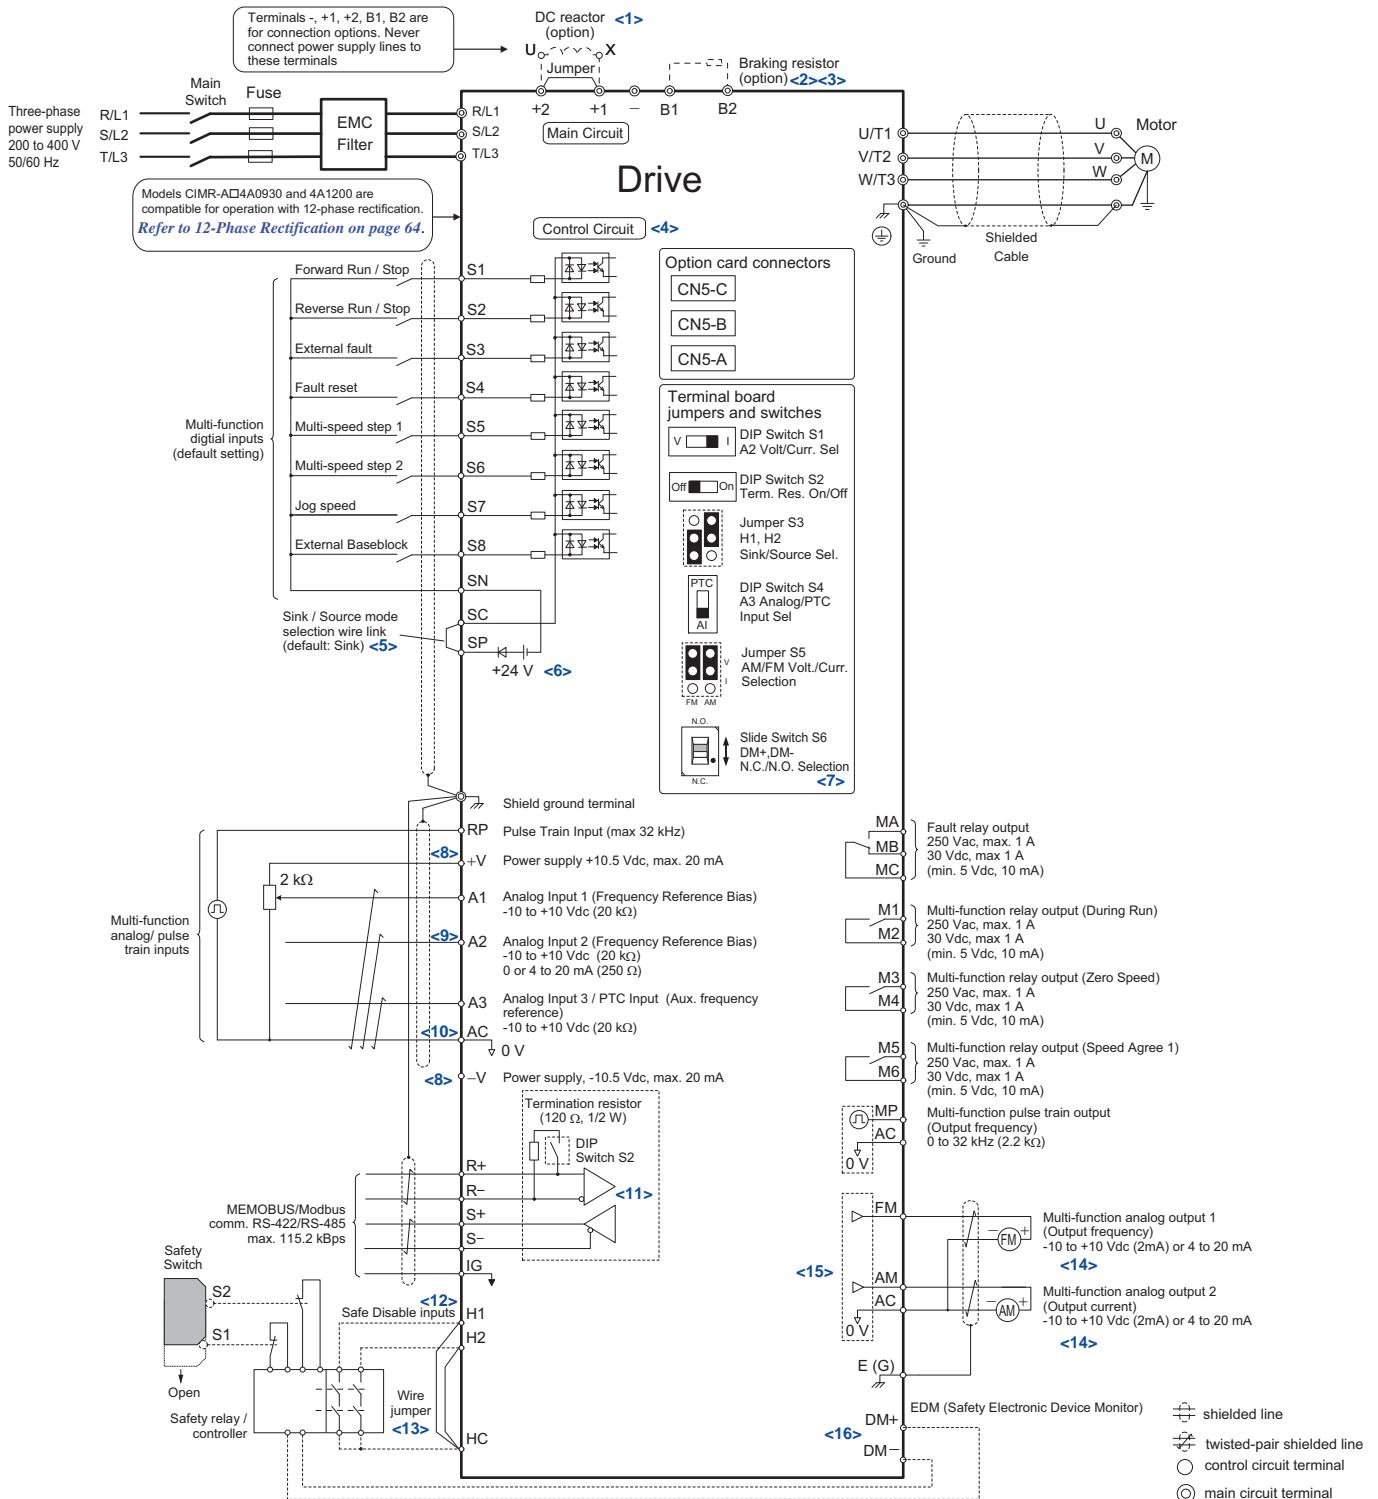 Terminals -, +1, +2, B1, B2 are
for connection options. Never
connect power supply lines to
these terminals
DC reactor <1>
(option)
U X
Jumper
Braking resistor
(option) <2><3>
+2 +1 − B1 B2
Main Circuit
Main
Switch
Fuse
Three-phase
power supply
200 to 400 V
50/60 Hz
R/L1
S/L2
T/L3
EMC
Filter
R/L1
S/L2
T/L3
Drive
U/T1
V/T2
W/T3
U
V
W
Motor
M
Ground
Shielded
Cable
Models CIMR-A□4A0930 and 4A1200 are
compatible for operation with 12-phase rectification.
Refer to 12-Phase Rectification on page 64.
Control Circuit <4>
Multi-function
digtial inputs
(default setting)
Forward Run / Stop S1
Reverse Run / Stop S2
External fault S3
Fault reset S4
Multi-speed step 1 S5
Multi-speed step 2 S6
Jog speed S7
External Baseblock S8
SN
SC
SP
Sink / Source mode
selection wire link
(default: Sink) <5>
+24 V <6>
Option card connectors
CN5-C
CN5-B
CN5-A
Terminal board
jumpers and switches
V I
DIP Switch S1
A2 Volt/Curr. Sel
Off On
DIP Switch S2
Term. Res. On/Off
Jumper S3
H1, H2
Sink/Source Sel.
PTC
AI
DIP Switch S4
A3 Analog/PTC
Input Sel
V
I
FM AM
Jumper S5
AM/FM Volt./Curr.
Selection
N.O.
N.C.
Slide Switch S6
DM+,DM-
N.C./N.O. Selection
<7>
Shield ground terminal
Multi-function
analog/ pulse
train inputs
2 kΩ
RP Pulse Train Input (max 32 kHz)
<8> +V Power supply +10.5 Vdc, max. 20 mA
A1 Analog Input 1 (Frequency Reference Bias)
-10 to +10 Vdc (20 kΩ)
<9> A2 Analog Input 2 (Frequency Reference Bias)
-10 to +10 Vdc (20 kΩ)
0 or 4 to 20 mA (250 Ω)
A3 Analog Input 3 / PTC Input (Aux. frequency
reference)
-10 to +10 Vdc (20 kΩ)
<10> AC
0 V
<8> −V Power supply, -10.5 Vdc, max. 20 mA
Termination resistor
(120 Ω, 1/2 W)
DIP
Switch S2
<11>
MEMOBUS/Modbus
comm. RS-422/RS-485
max. 115.2 kBps
R+
R−
S+
S−
IG
Safety
Switch
S2
S1
Open
Safety relay /
controller
<12>
Safe Disable inputs
H1
H2
Wire
jumper
<13>
HC
MA
MB
MC
Fault relay output
250 Vac, max. 1 A
30 Vdc, max 1 A
(min. 5 Vdc, 10 mA)
M1
M2
Multi-function relay output (During Run)
250 Vac, max. 1 A
30 Vdc, max 1 A
(min. 5 Vdc, 10 mA)
M3
M4
Multi-function relay output (Zero Speed)
250 Vac, max. 1 A
30 Vdc, max 1 A
(min. 5 Vdc, 10 mA)
M5
M6
Multi-function relay output (Speed Agree 1)
250 Vac, max. 1 A
30 Vdc, max 1 A
(min. 5 Vdc, 10 mA)
MP
AC
0 V
Multi-function pulse train output
(Output frequency)
0 to 32 kHz (2.2 kΩ)
FM
− FM +
Multi-function analog output 1
(Output frequency)
-10 to +10 Vdc (2mA) or 4 to 20 mA
<14>
<15>
AM
AC
0 V
− AM +
Multi-function analog output 2
(Output current)
-10 to +10 Vdc (2mA) or 4 to 20 mA
<14>
E (G)
EDM (Safety Electronic Device Monitor)
<16>
DM+
DM−
shielded line
twisted-pair shielded line
control circuit terminal
main circuit terminal